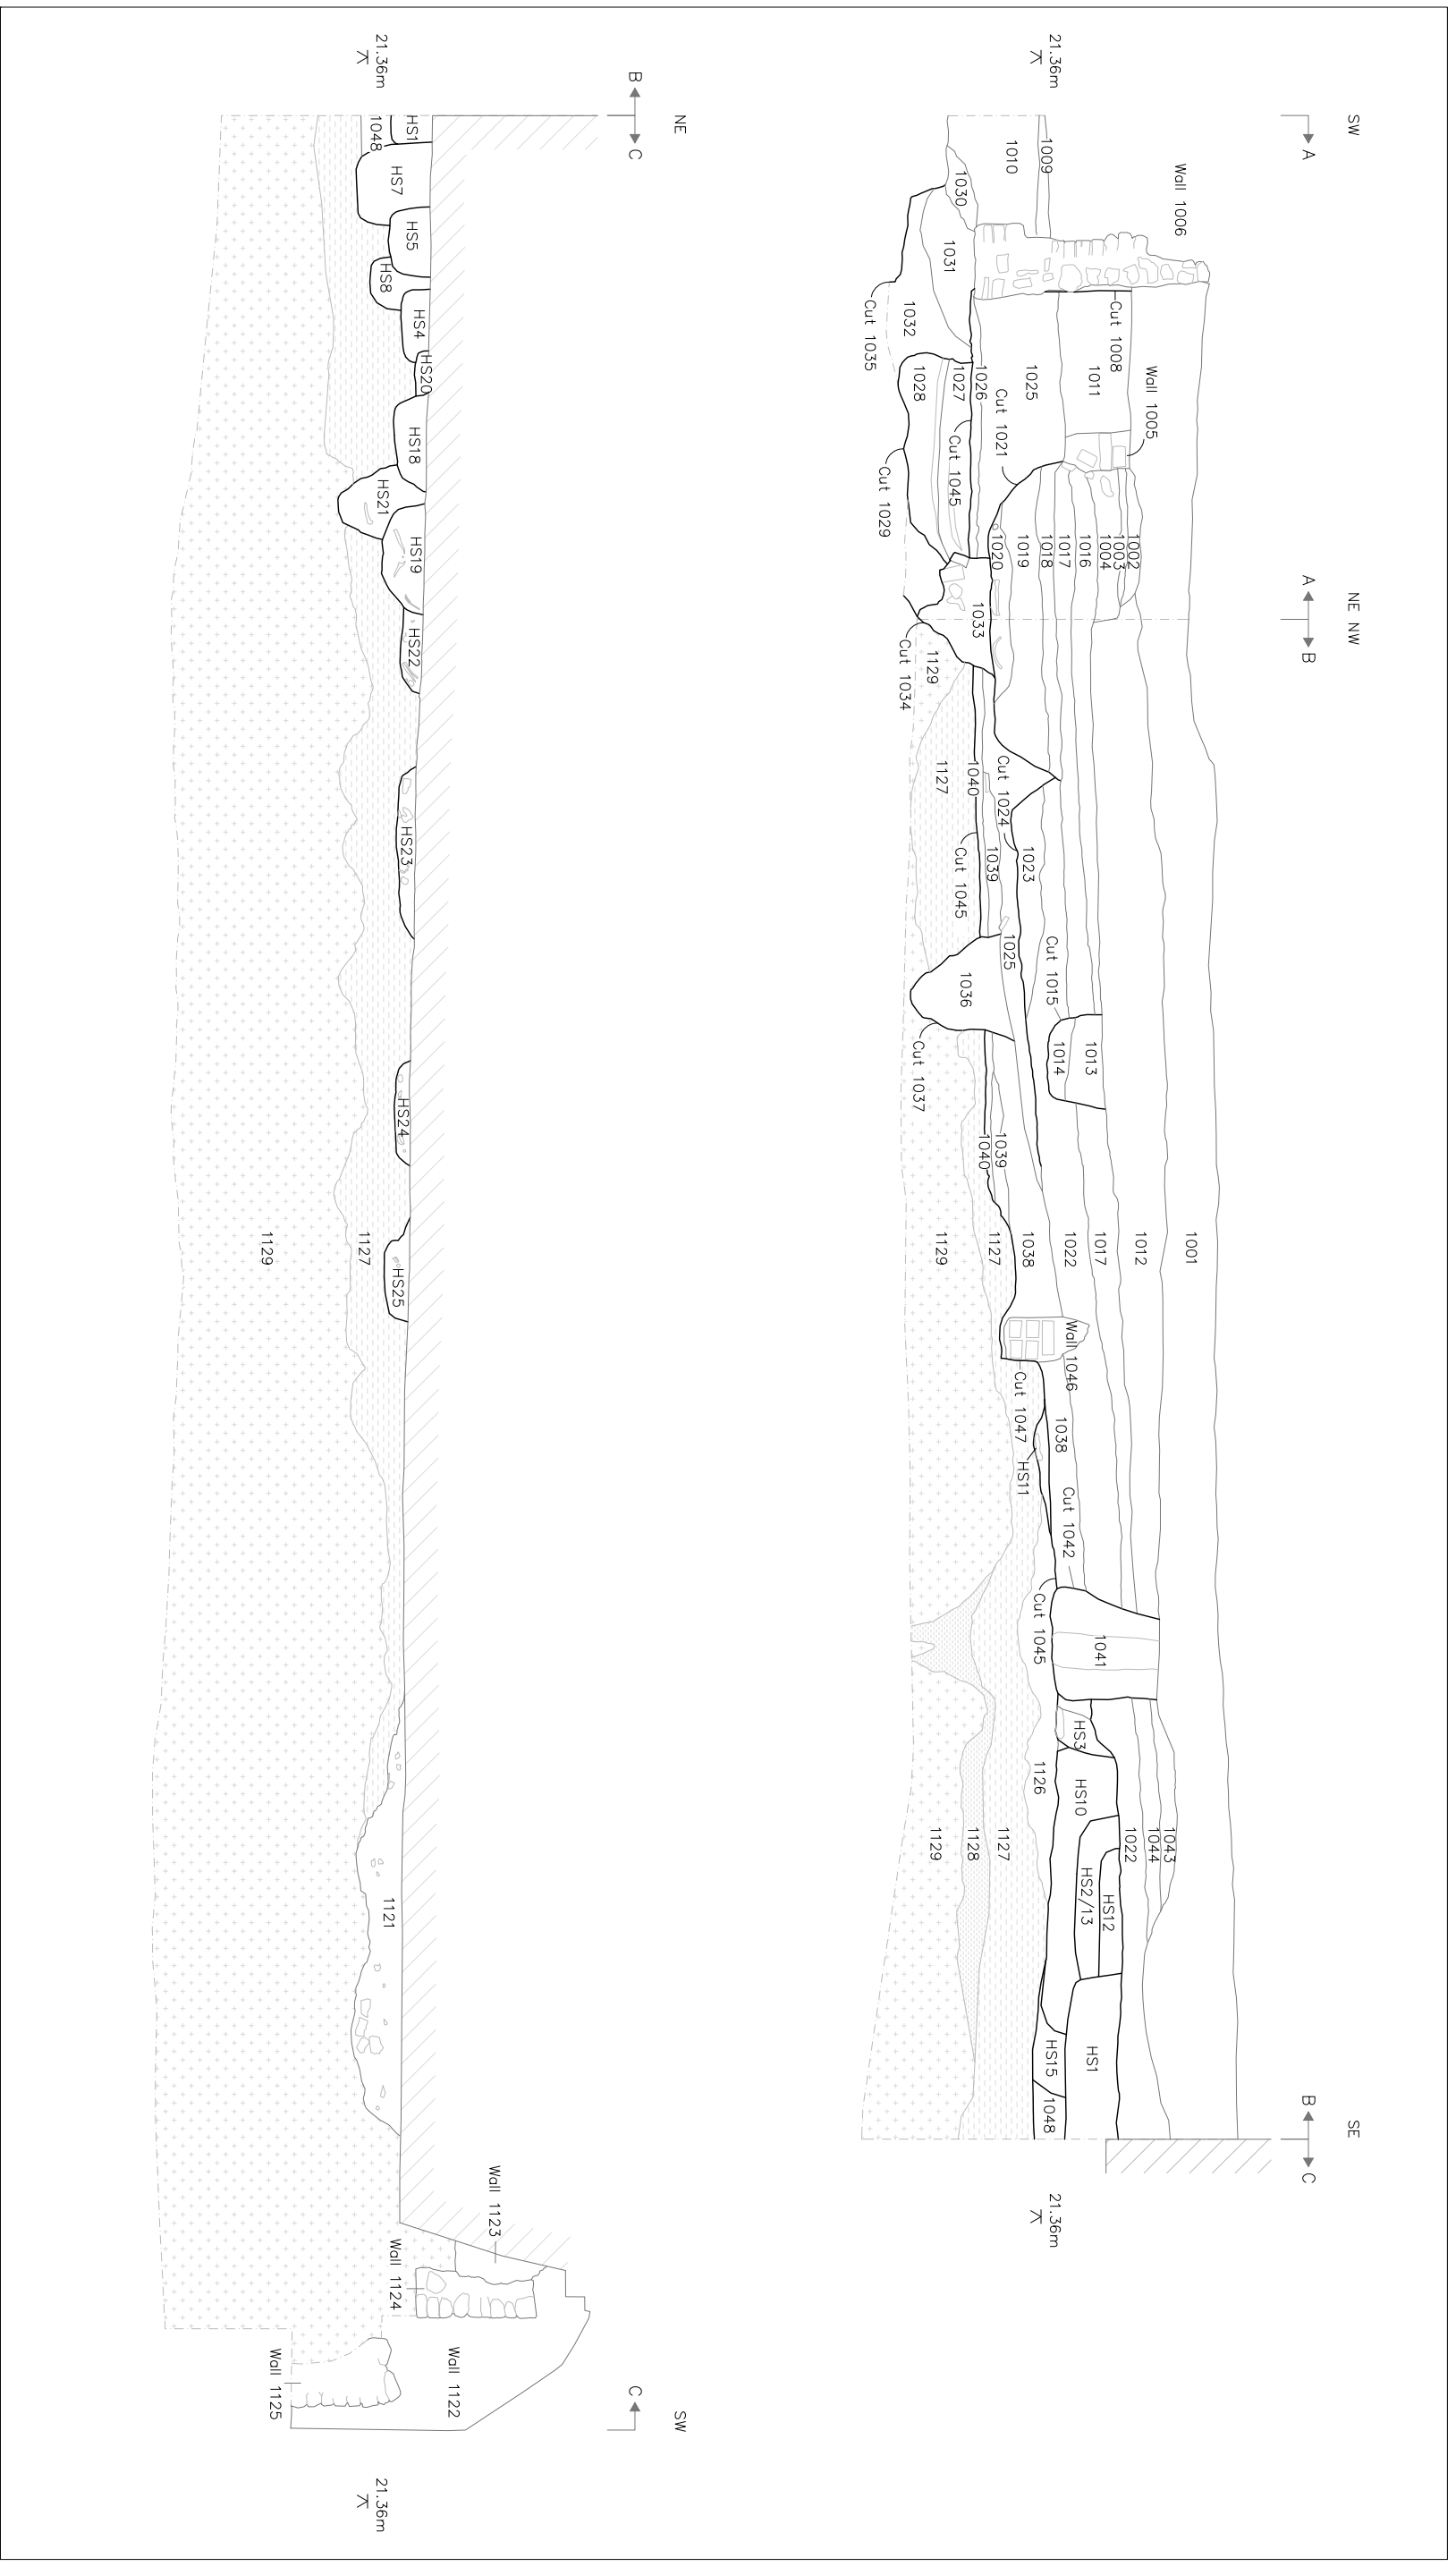 SW
A
NE NW
A B
SE
B C
Wall 1006
21.36m
1009
1010
1030
1031
1032
Cut 1035
Cut 1008
1011
Wall 1005
1025
Cut 1021
1026
1027
1028
Cut 1045
Cut 1029
1002
1003
1004
1016
1017
1018
1019
1020
1033
Cut 1034
1129
1127
1040
Cut 1024
1039
Cut 1045
1023
1025
1036
Cut 1037
Cut 1015
1014
1013
1039
1040
1001
1012
1017
1022
1038
1127
1129
Wall 1046
Cut 1047
HS11
1038
Cut 1042
Cut 1045
1041
HS3
1126
HS10
HS2/13
HS12
1022
1044
1043
1127
1128
1129
HS1
HS15
1048
21.36m
NE
B C
SW
C
21.36m
HS1
1048
HS7
HS5
HS8
HS4
HS20
HS18
HS21
HS19
HS22
HS23
HS24
HS25
1127
1129
1121
Wall 1123
Wall 1124
Wall 1122
Wall 1125
21.36m